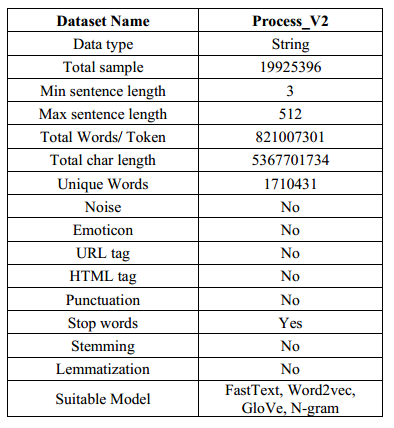 Dataset Name Process_V2
Data type String
Total sample 19925396
Min sentence length 3
Max sentence length 512
Total Words/ Token 821007301
Total char length 5367701734
Unique Words 1710431
Noise No
Emoticon No
URL tag No
HTML tag No
Punctuation No
Stop words Yes
Stemming No
Lemmatization No
Suitable Model FastText, Word2vec,
GloVe, N-gram